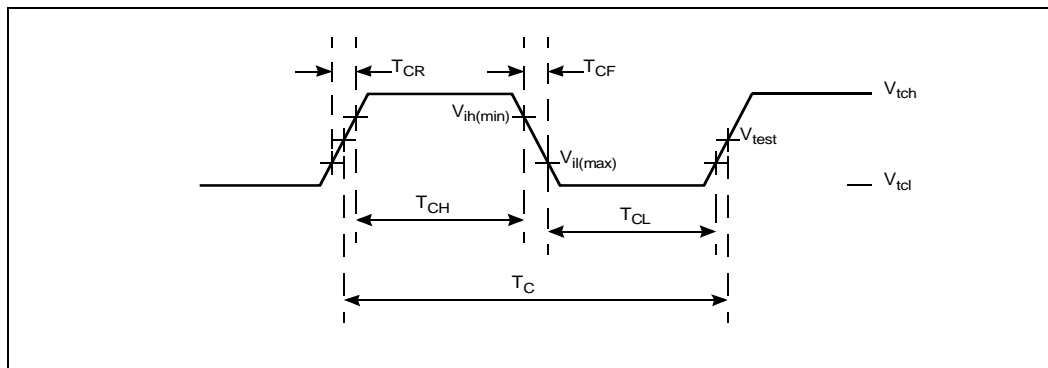 TCR
TCF
Vtch
Vih(min)
Vtest
Vil(max)
Vtcl
TCH
TCL
TC